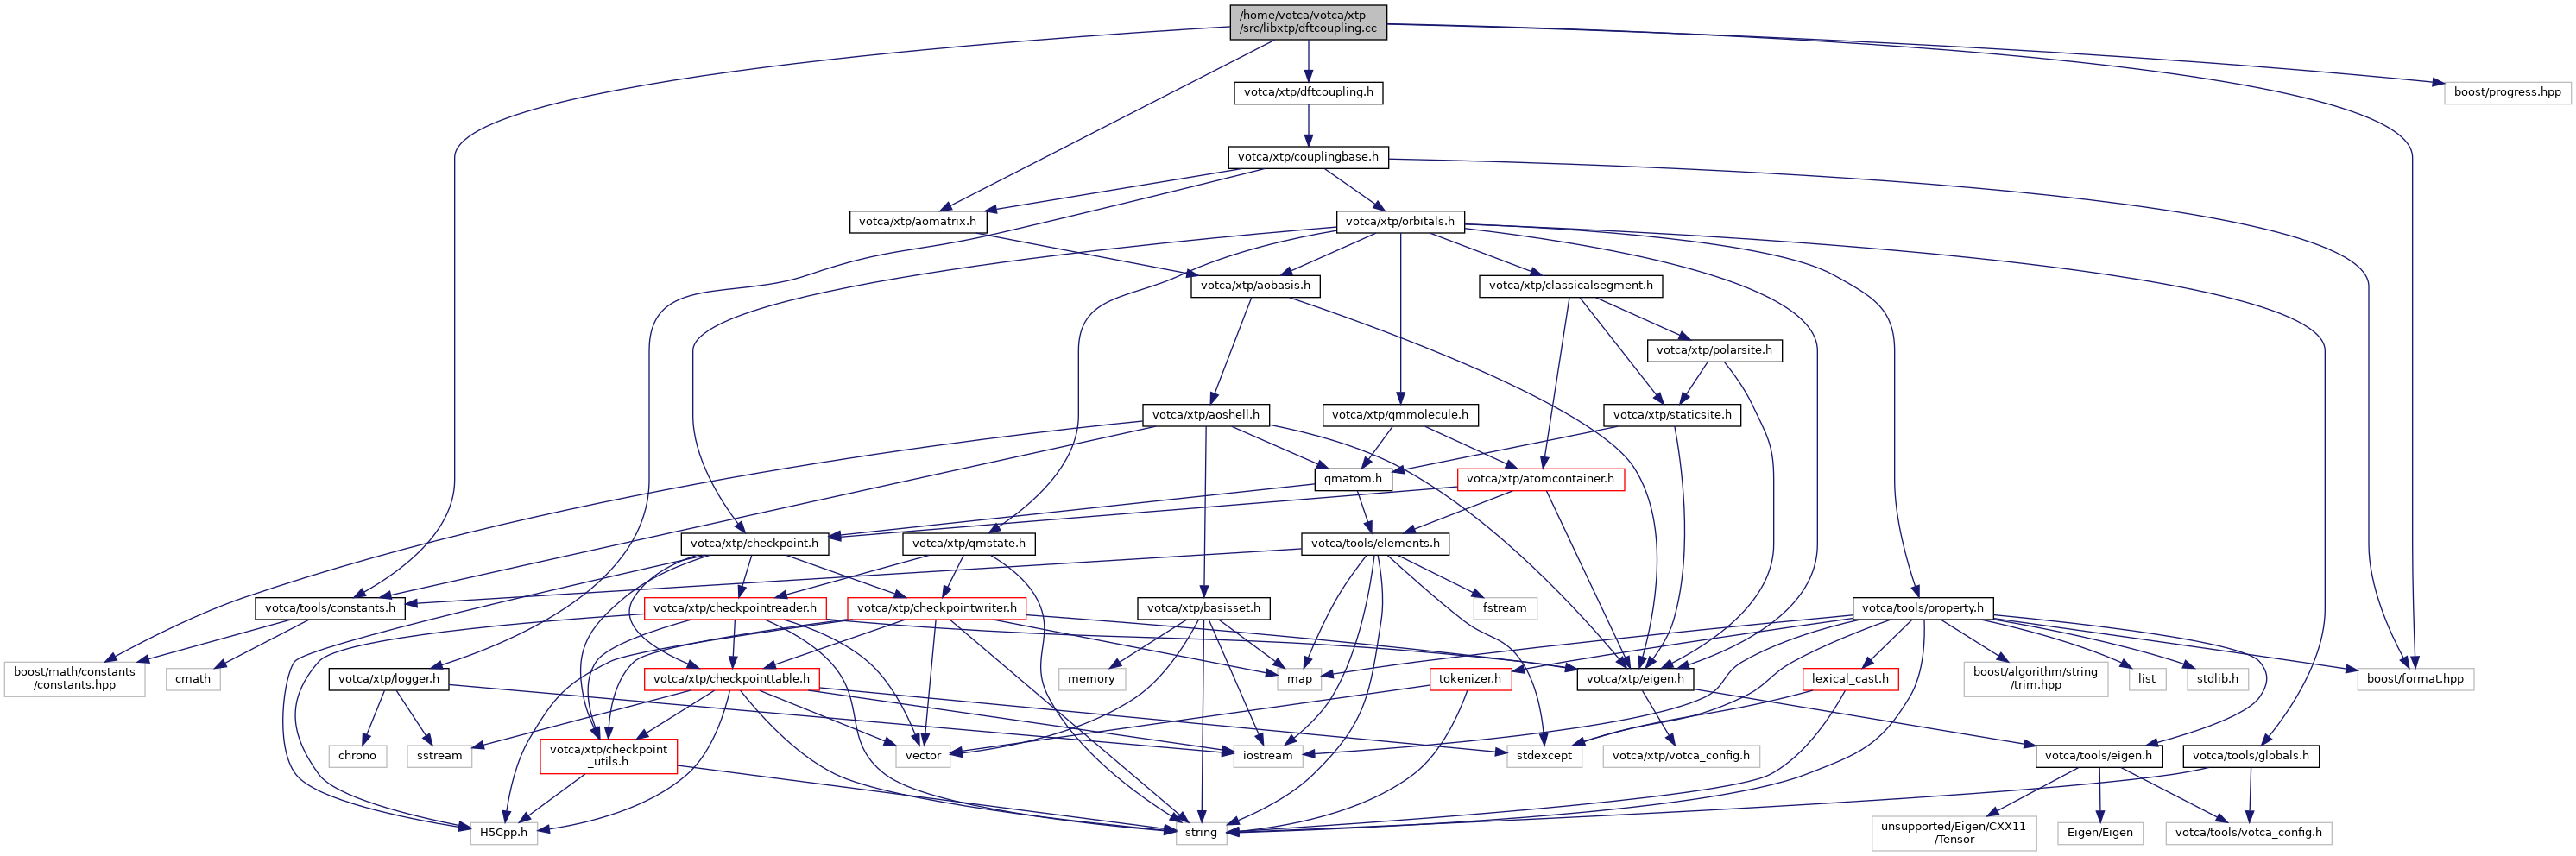 /home/votca/votca/xtp
/src/libxtp/dftcoupling.cc
votca/xtp/dftcoupling.h
boost/progress.hpp
votca/xtp/couplingbase.h
votca/xtp/aomatrix.h
votca/xtp/orbitals.h
votca/xtp/aobasis.h
votca/xtp/classicalsegment.h
votca/xtp/polarsite.h
votca/xtp/aoshell.h
votca/xtp/qmmolecule.h
votca/xtp/staticsite.h
qmatom.h
votca/xtp/atomcontainer.h
votca/xtp/checkpoint.h
votca/xtp/qmstate.h
votca/tools/elements.h
votca/tools/constants.h
votca/xtp/checkpointreader.h
votca/xtp/checkpointwriter.h
votca/xtp/basisset.h
fstream
votca/tools/property.h
boost/math/constants
/constants.hpp
cmath
votca/xtp/logger.h
votca/xtp/checkpointtable.h
memory
map
tokenizer.h
votca/xtp/eigen.h
lexical_cast.h
boost/algorithm/string
/trim.hpp
list
stdlib.h
boost/format.hpp
chrono
sstream
votca/xtp/checkpoint
_utils.h
vector
iostream
stdexcept
votca/xtp/votca_config.h
votca/tools/eigen.h
votca/tools/globals.h
H5Cpp.h
string
unsupported/Eigen/CXX11
/Tensor
Eigen/Eigen
votca/tools/votca_config.h